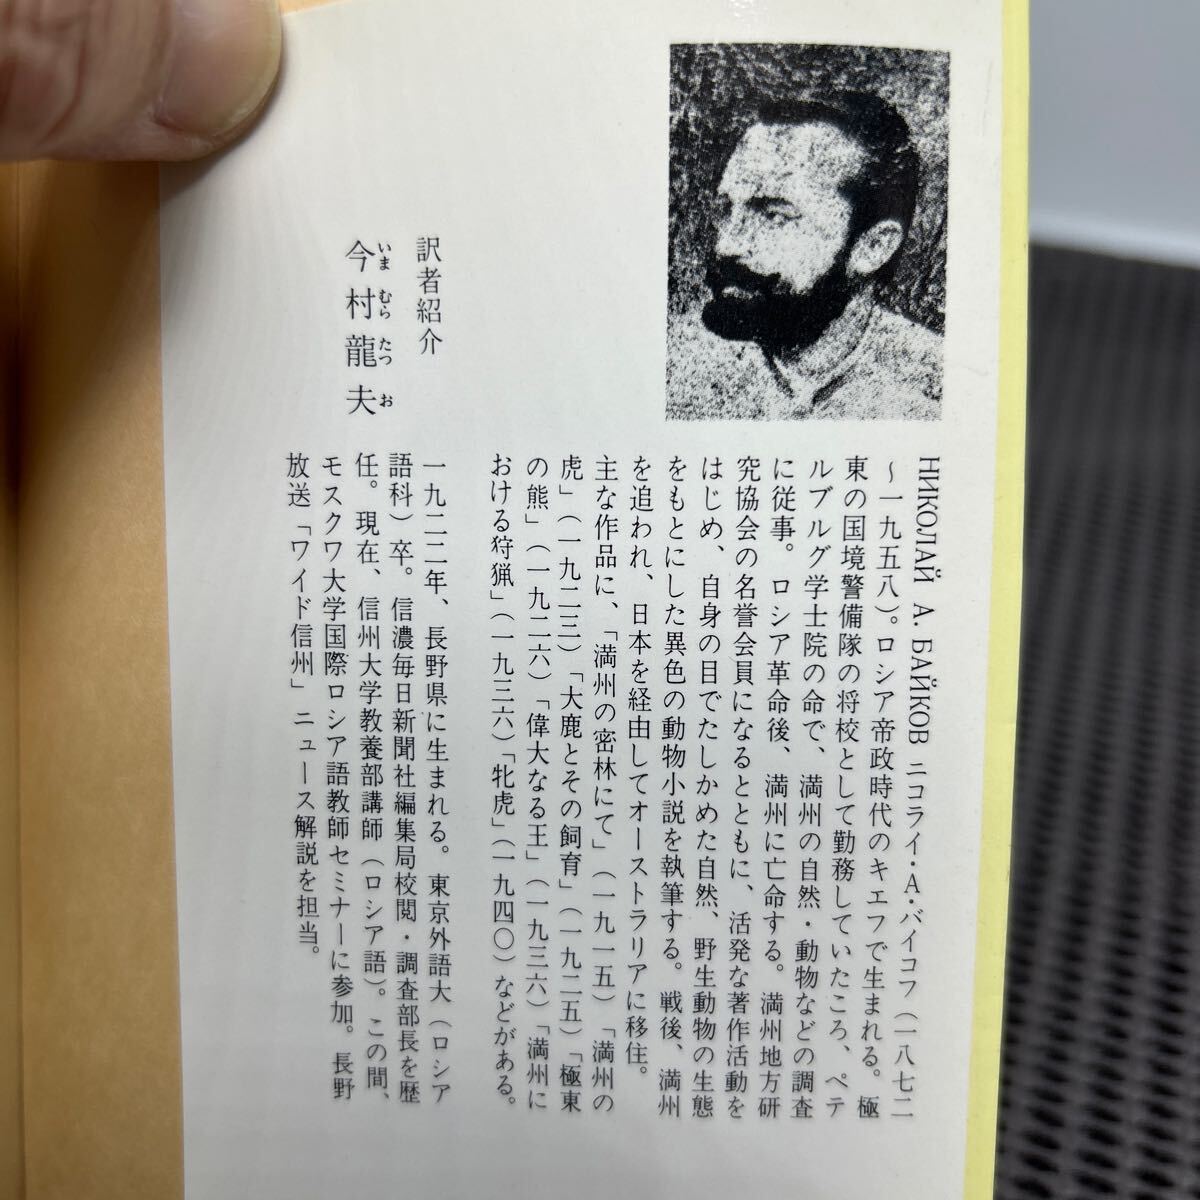 НИКОЛАЙ А. БАЙКОВ ニコライ・A・バイコフ(一八七二
〜一九五八)。ロシア帝政時代のキエフで生まれる。極
東の国境警備隊の将校として勤務していたころ、ペテ
ルブルグ学士院の命で、満州の自然・動物などの調査
に従事。ロシア革命後、満州に亡命する。満州地方研
究協会の名誉会員になるとともに、活発な著作活動を
はじめ、自身の目でたしかめた自然、野生動物の生態
をもとにした異色の動物小説を執筆する。戦後、満州
を追われ、日本を経由してオーストラリアに移住。
主な作品に、「満州の密林にて」(一九一五)「満州の
虎」(一九二三)「大鹿とその飼育」(一九二五)「極東
の熊」(一九二六)「偉大なる王」(一九三六)「満州に
おける狩猟」(一九三六)「牝虎」(一九四〇)などがある。
訳者紹介
今村龍夫
いまむらたつお
一九二二年、長野県に生まれる。東京外語大(ロシア
語科)卒。信濃毎日新聞社編集局校閲・調査部長を歴
任。現在、信州大学教養部講師(ロシア語)。この間、
モスクワ大学国際ロシア語教師セミナーに参加。長野
放送「ワイド信州」ニュース解説を担当。